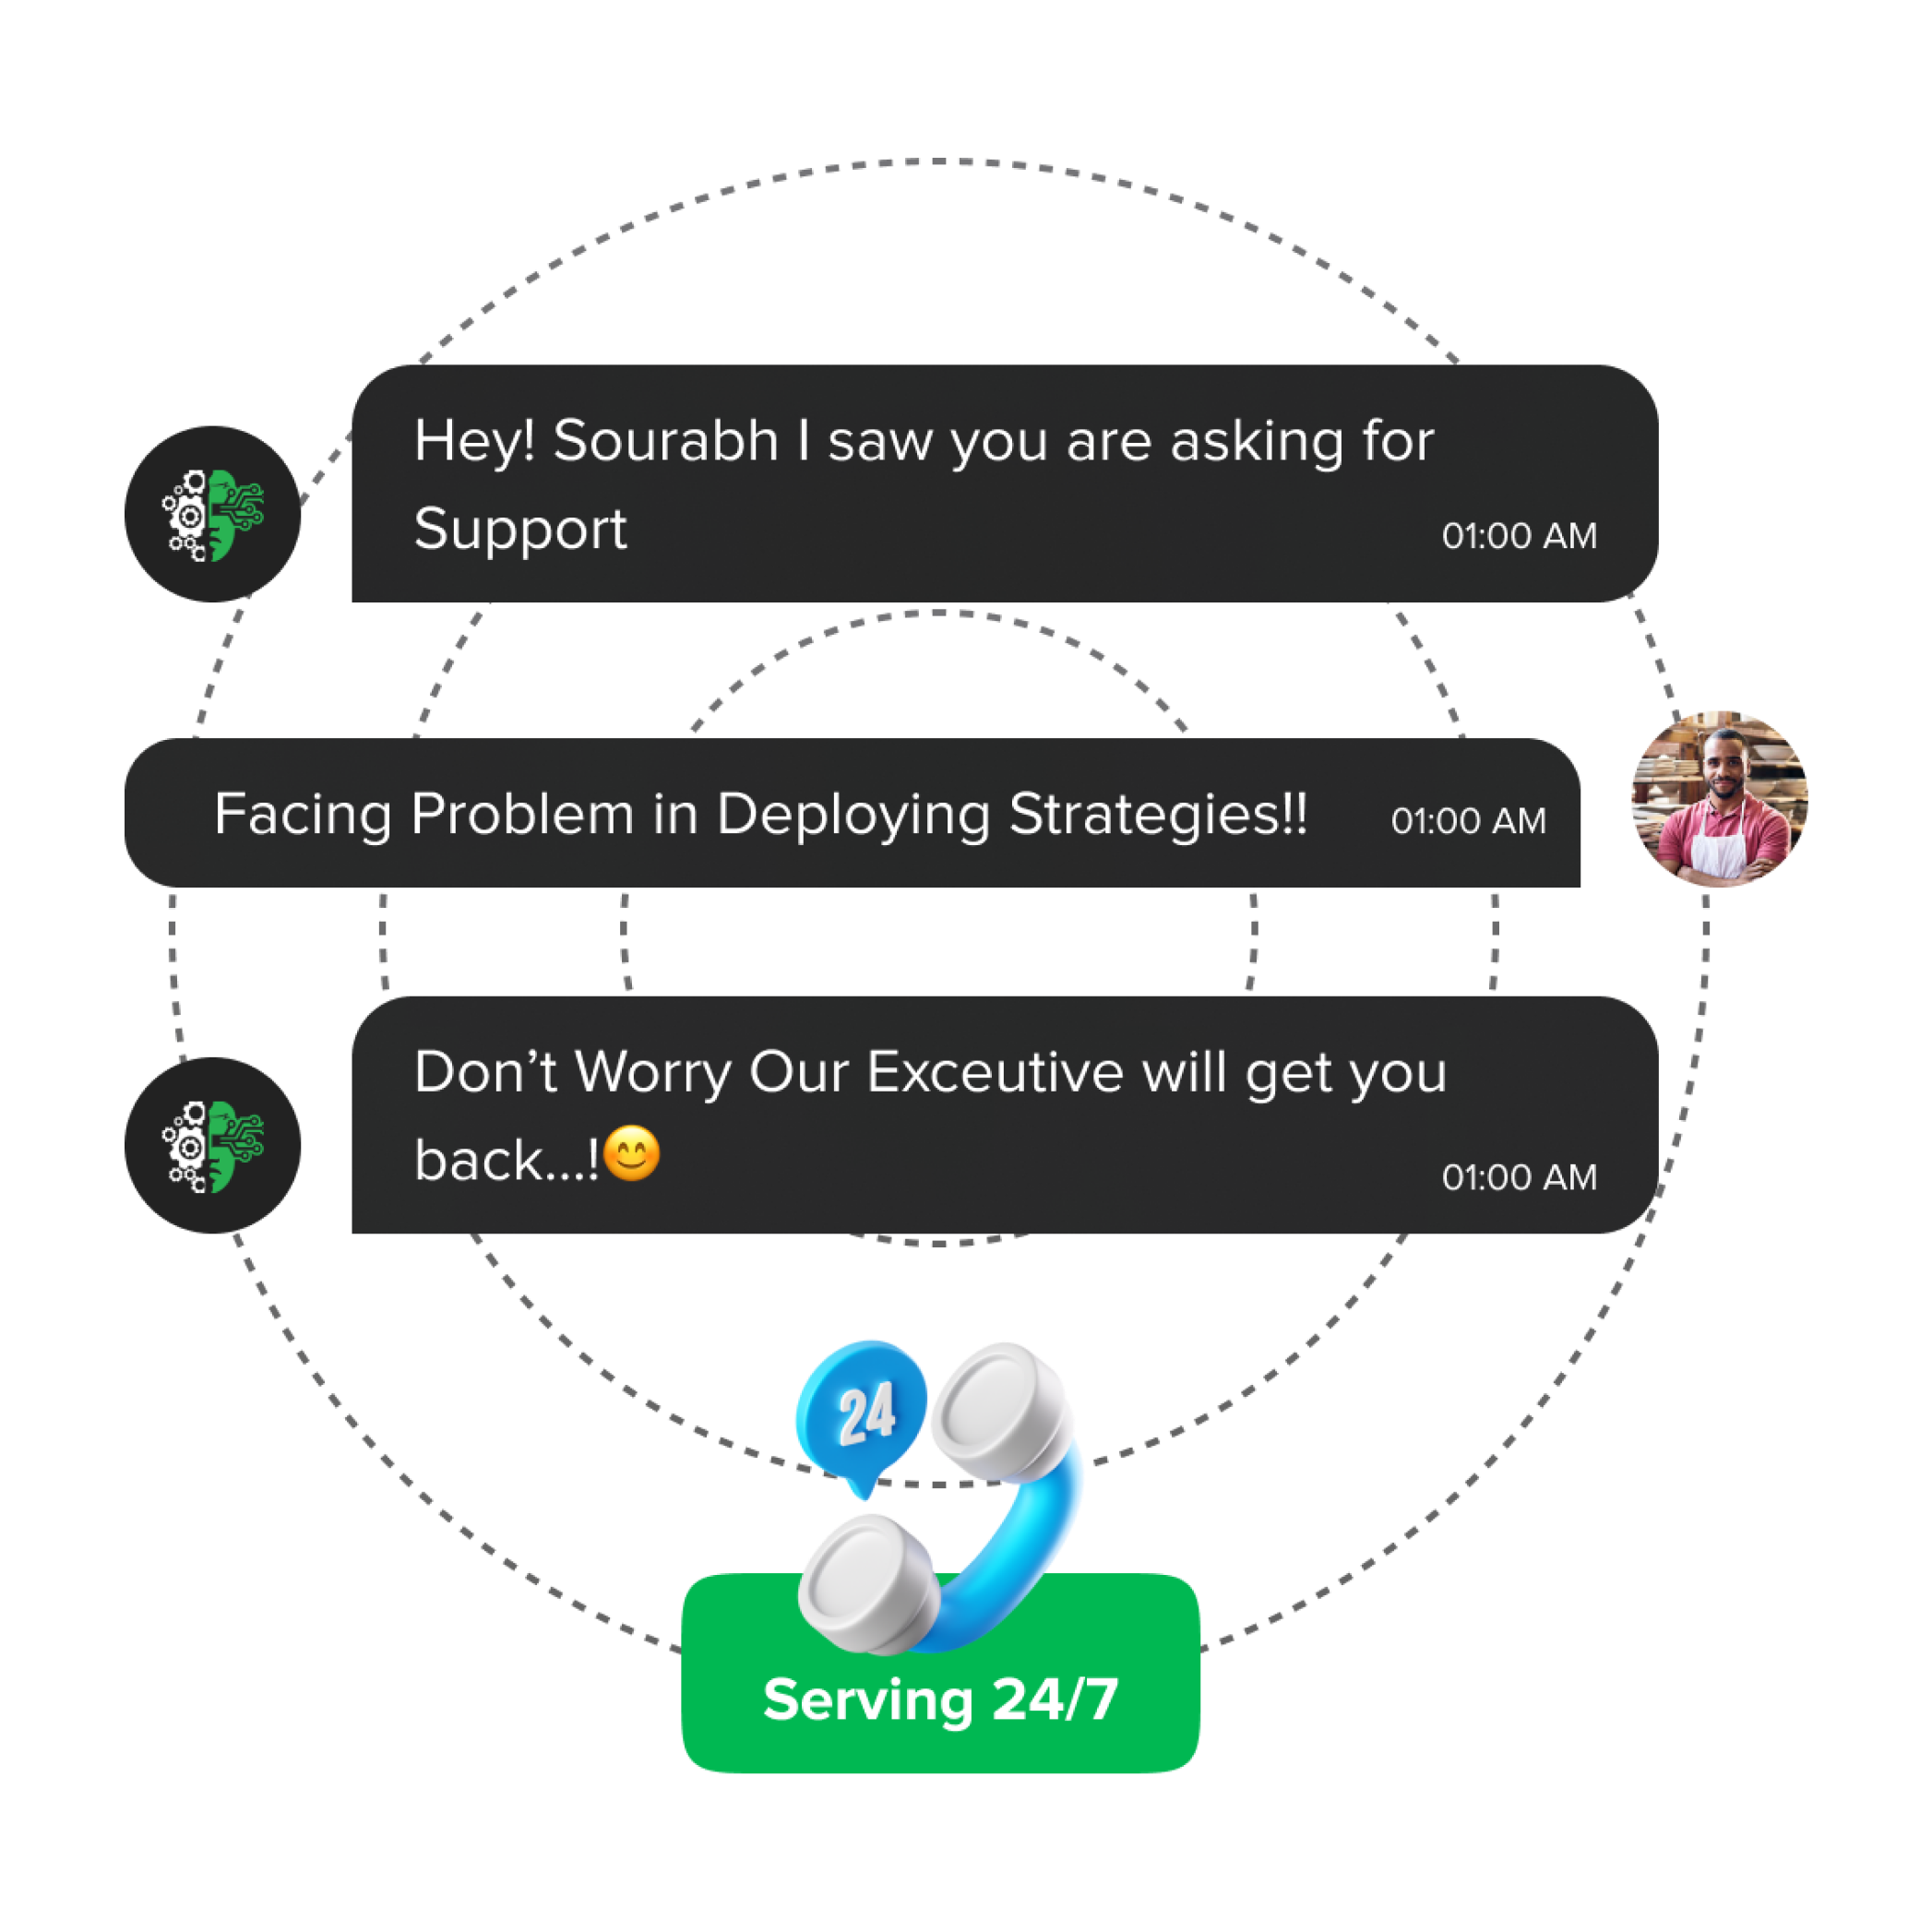 Hey! Sourabh I saw you are asking for
Support
01:00 AM
Facing Problem in Deploying Strategies!!
01:00 AM
Don’t Worry Our Exceutive will get you
back...!😊
01:00 AM
24
Serving 24/7